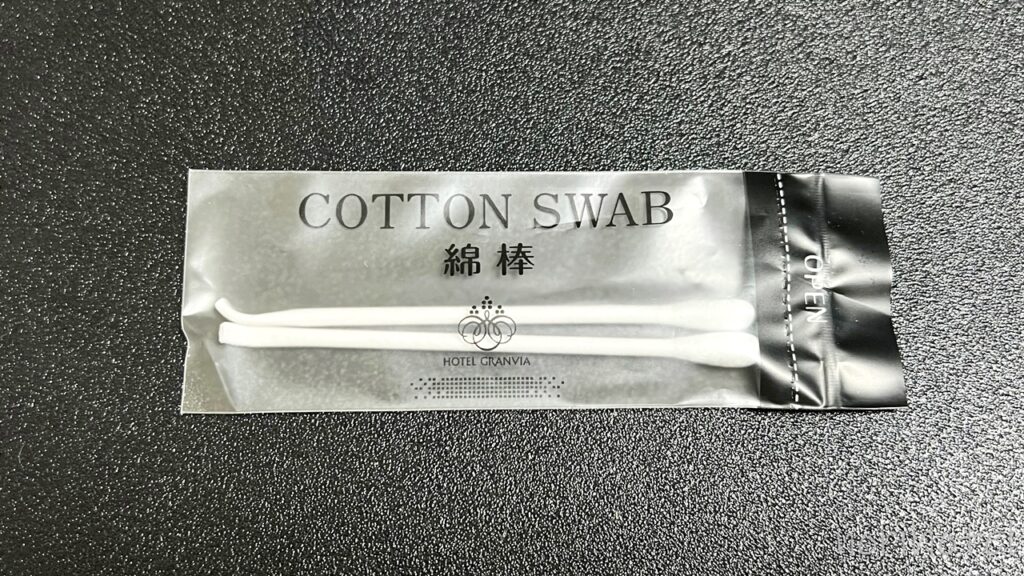 COTTON SWAB
綿棒
HOTEL GRANVIA
OPEN